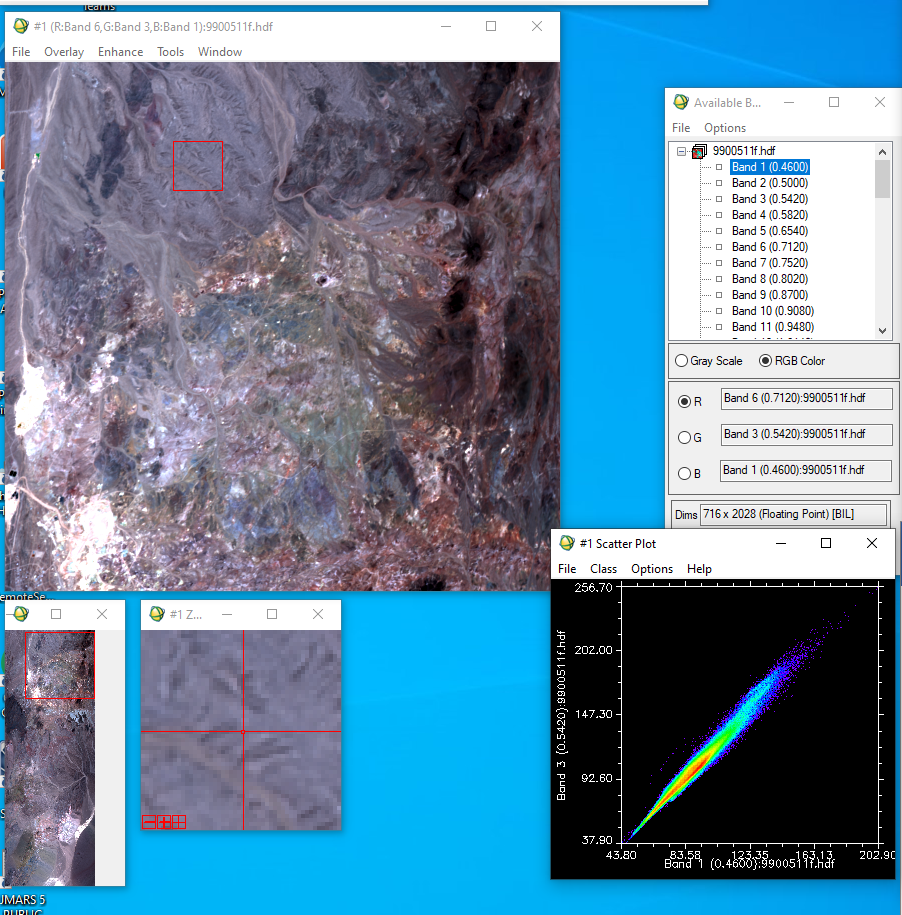 Teams
#1 (R:Band 6,G:Band 3,B:Band 1):9900511f.hdf
File Overlay Enhance Tools Window
Available B...
File Options
9900511f.hdf
Band 1 (0.4600)
Band 2 (0.5000)
Band 3 (0.5420)
Band 4 (0.5820)
Band 5 (0.6540)
Band 6 (0.7120)
Band 7 (0.7520)
Band 8 (0.8020)
Band 9 (0.8700)
Band 10 (0.9080)
Band 11 (0.9480)
Gray Scale RGB Color
R Band 6 (0.7120):9900511f.hdf
G Band 3 (0.5420):9900511f.hdf
B Band 1 (0.4600):9900511f.hdf
Dims 716 x 2028 (Floating Point) [BIL]
#1 Scatter Plot
File Class Options Help
256.70
202.00
147.30
92.60
37.90
Band 3 (0.5420):9900511f.hdf
43.80 83.58 123.35 163.13 202.90
Band 1 (0.4600):9900511f.hdf
#1 Z...
JMARS 5
PUBLIC